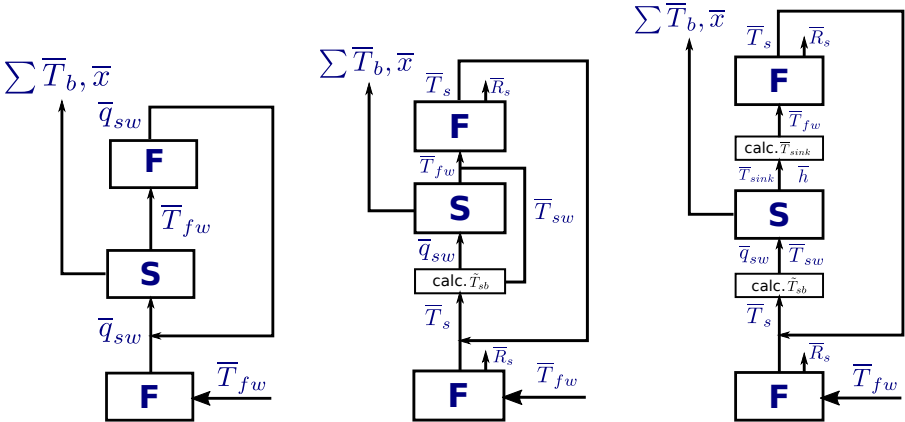 ∑ T̅_b, x̅
q̅_sw
F
T̅_fw
S
q̅_sw
T̅_fw
F
∑ T̅_b, x̅
T̅_s
R̅_s
F
T̅_fw
S
T̅_sw
q̅_sw
calc. T̃_sb
T̅_s
R̅_s
T̅_fw
F
∑ T̅_b, x̅
T̅_s
R̅_s
F
T̅_fw
calc. T̅_sink
T̅_sink h̅
S
q̅_sw T̅_sw
calc. T̃_sb
T̅_s
R̅_s
T̅_fw
F